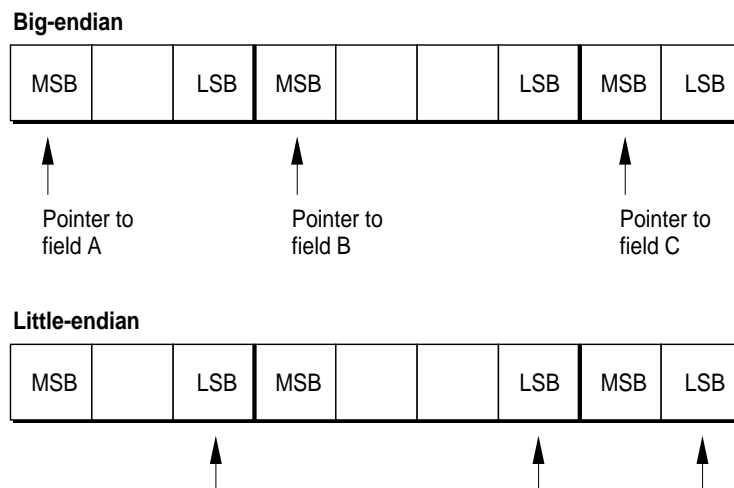 Big-endian
MSB LSB MSB LSB MSB LSB
Pointer to field A
Pointer to field B
Pointer to field C
Little-endian
MSB LSB MSB LSB MSB LSB